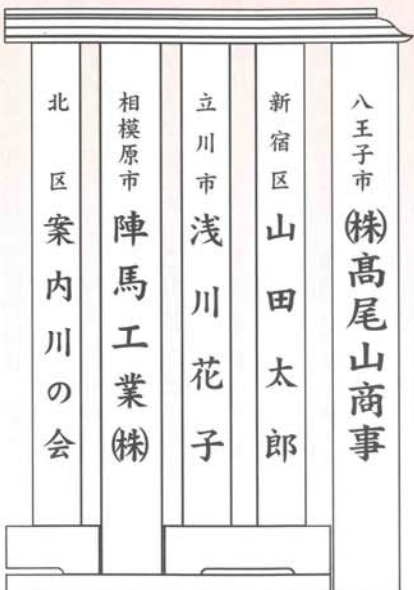 八王子市 ㈱髙尾山商事
新宿区 山田太郎
立川市 浅川花子
相模原市 陣馬工業㈱
北区 案内川の会